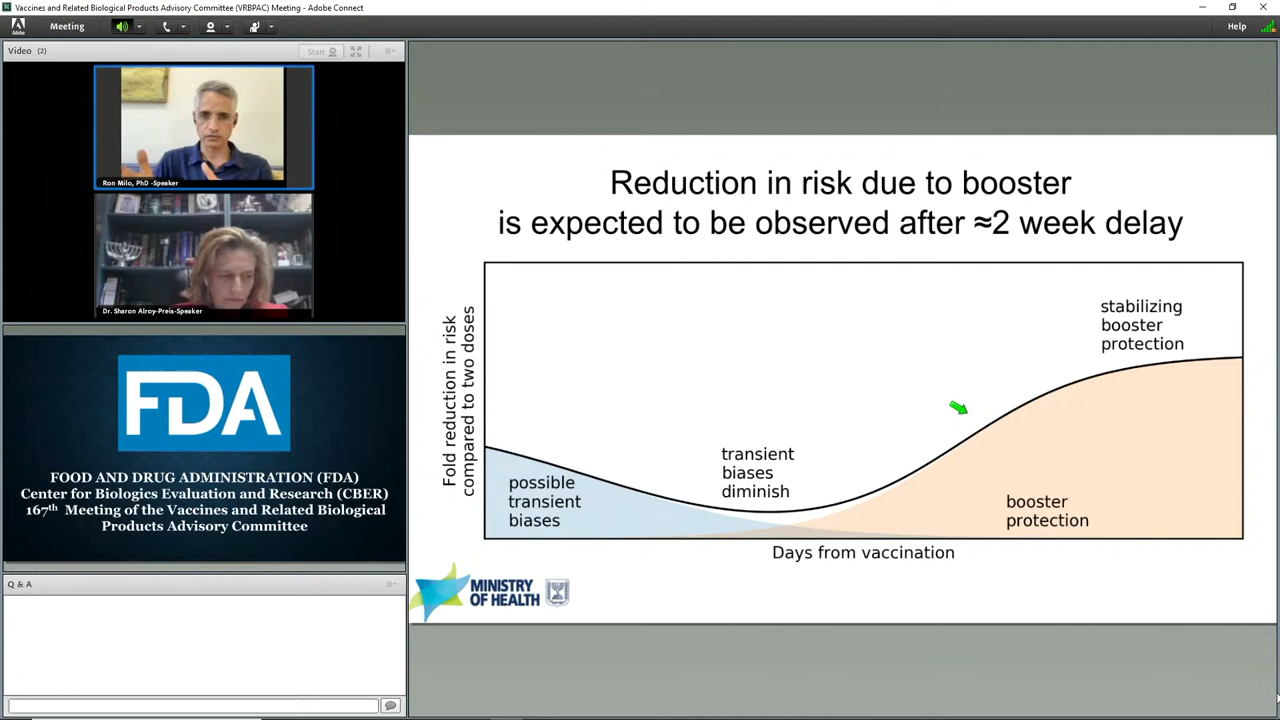 Vaccines and Related Biological Products Advisory Committee (VRBPAC) Meeting - Adobe Connect
Adobe
Meeting
Help
Video (2)
Start
Ron Milo, PhD -Speaker
Dr. Sharon Alroy-Preis-Speaker
FDA
FOOD AND DRUG ADMINISTRATION (FDA)
Center for Biologics Evaluation and Research (CBER)
167th Meeting of the Vaccines and Related Biological
Products Advisory Committee
Q & A
Reduction in risk due to booster
is expected to be observed after ≈2 week delay
Fold reduction in risk
compared to two doses
possible
transient
biases
transient
biases
diminish
stabilizing
booster
protection
booster
protection
Days from vaccination
MINISTRY
OF HEALTH